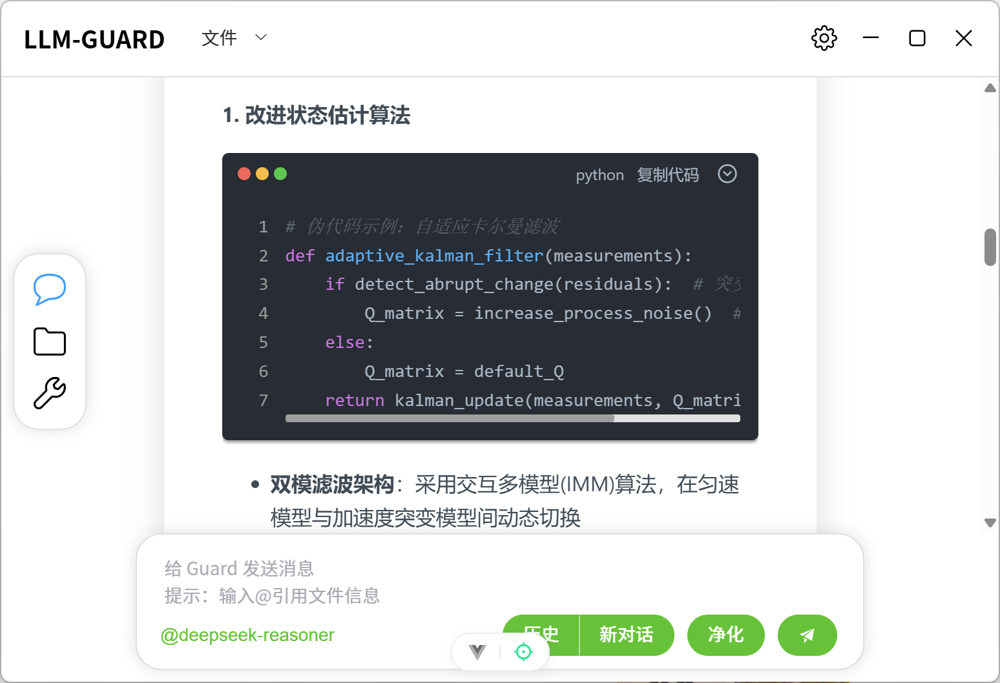 LLM-GUARD 文件
1. 改进状态估计算法
python 复制代码
1 # 伪代码示例：自适应卡尔曼滤波
2 def adaptive_kalman_filter(measurements):
3 if detect_abrupt_change(residuals): # 突
4 Q_matrix = increase_process_noise() #
5 else:
6 Q_matrix = default_Q
7 return kalman_update(measurements, Q_matri
• 双模滤波架构：采用交互多模型(IMM)算法，在匀速
模型与加速度突变模型间动态切换
给 Guard 发送消息
提示：输入@引用文件信息
@deepseek-reasoner 历史 新对话 净化